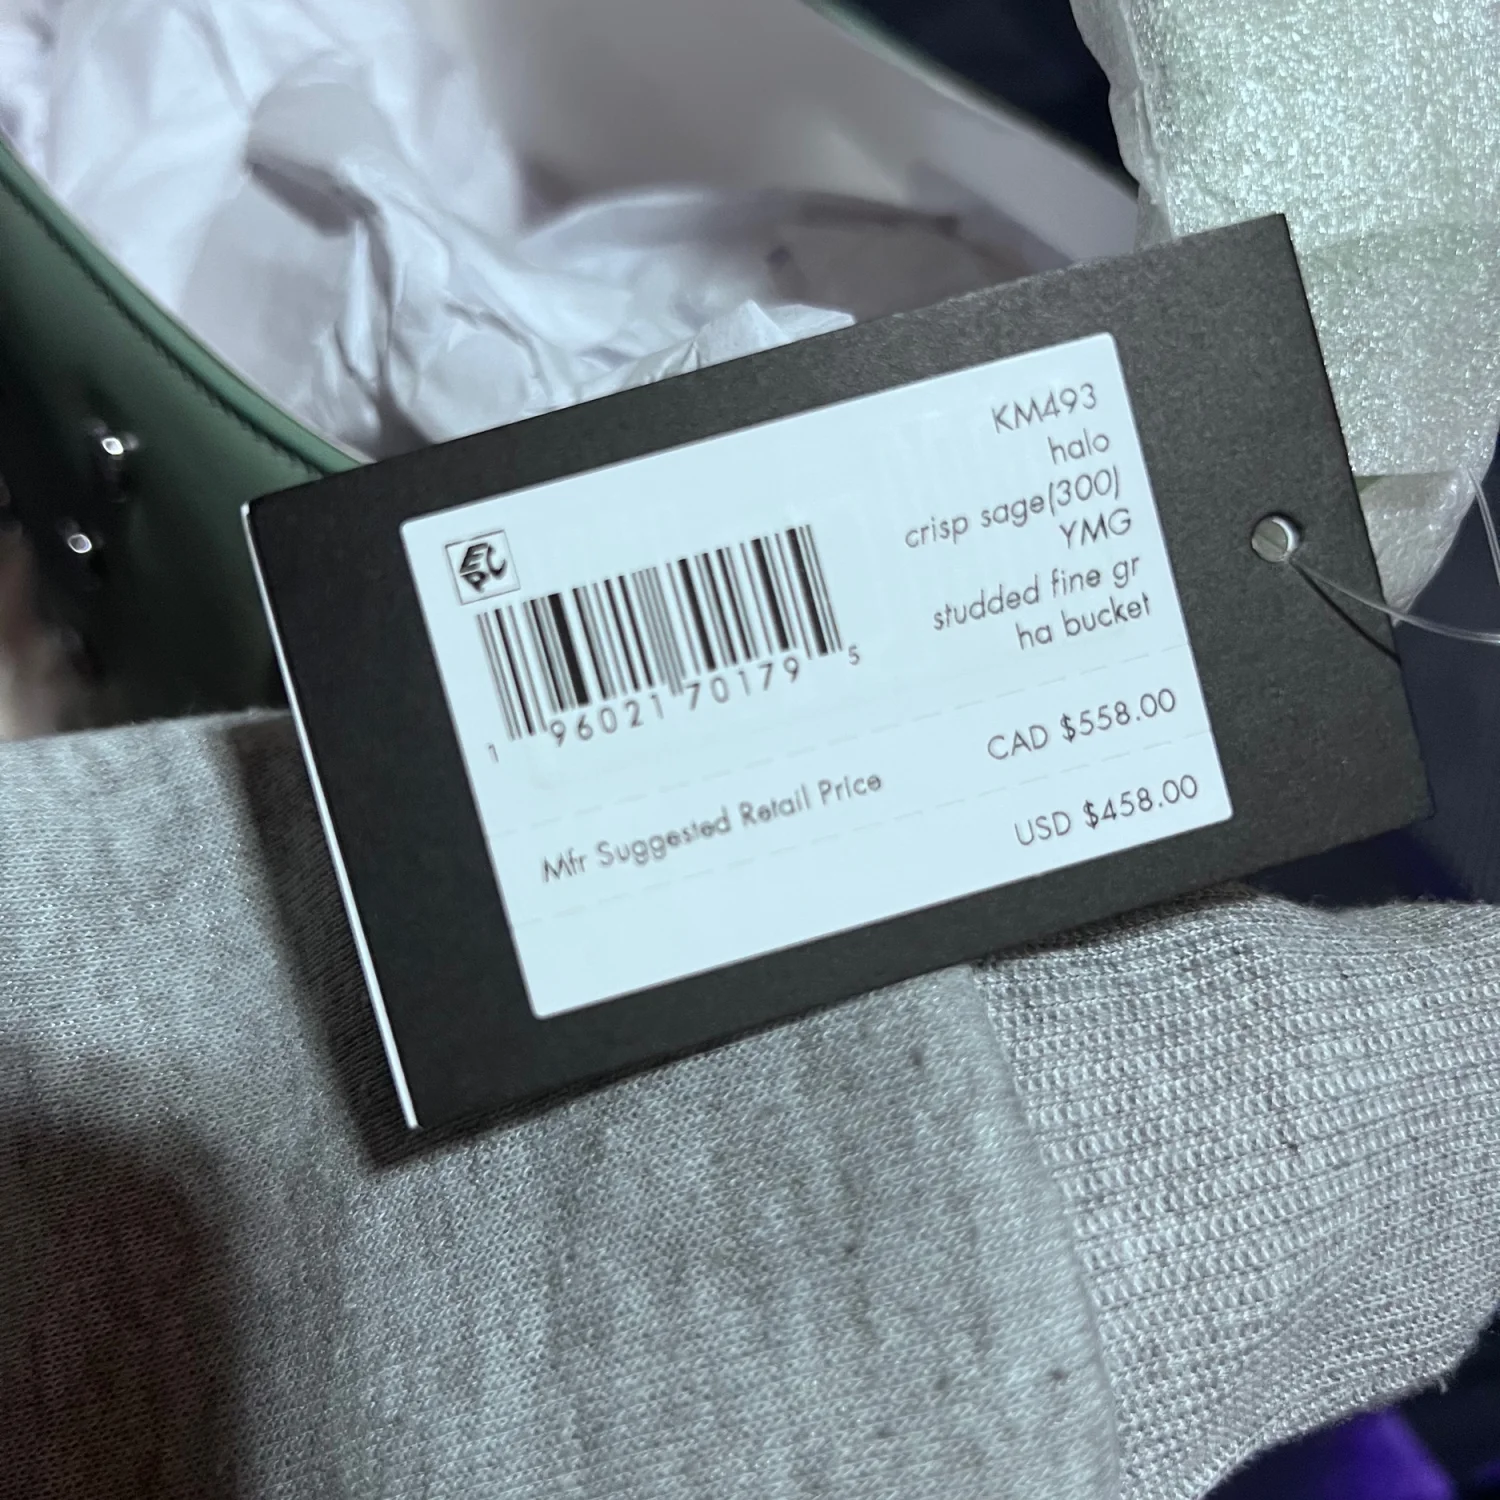 KM493
halo
crisp sage(300)
YMG
studded fine gr
ha bucket
EPC
1 96021 70179 5
Mfr Suggested Retail Price
CAD $558.00
USD $458.00